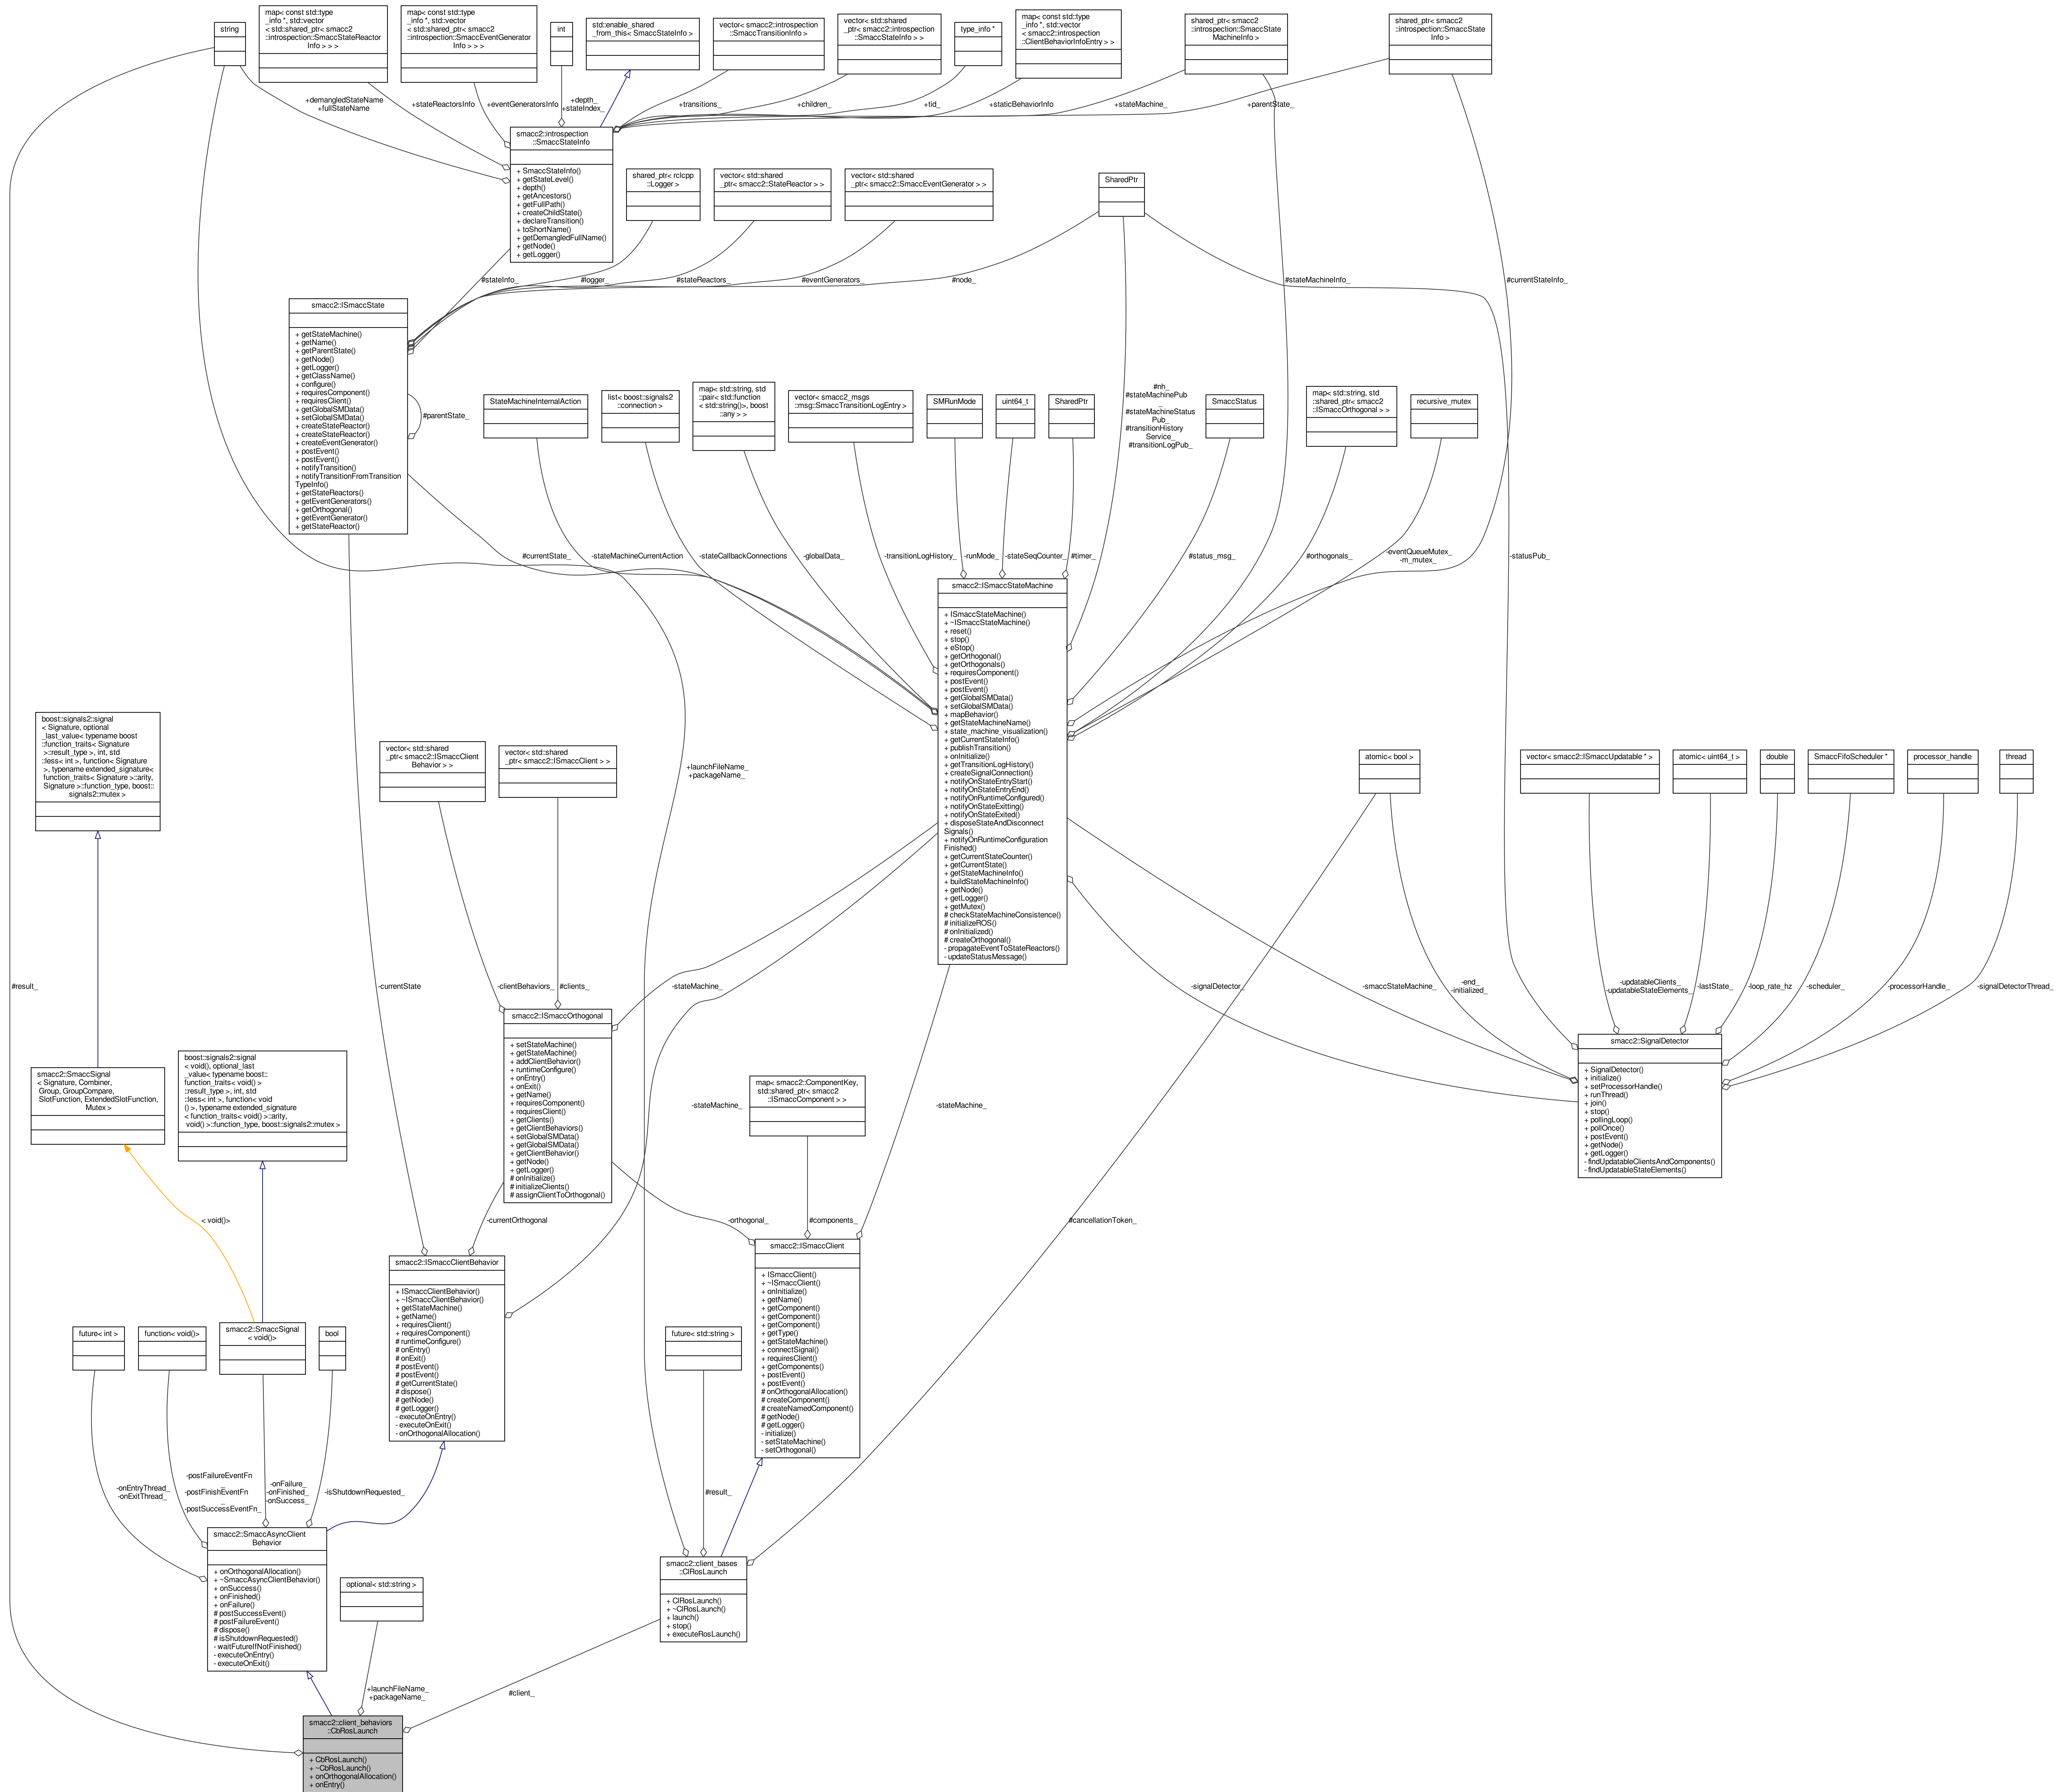 string
map< const std::type
_info *, std::vector
< std::shared_ptr< smacc2
::introspection::SmaccStateReactor
Info > > >
map< const std::type
_info *, std::vector
< std::shared_ptr< smacc2
::introspection::SmaccEventGenerator
Info > > >
int
std::enable_shared
_from_this< SmaccStateInfo >
vector< smacc2::introspection
::SmaccTransitionInfo >
vector< std::shared
_ptr< smacc2::introspection
::SmaccStateInfo > >
type_info *
map< const std::type
_info *, std::vector
< smacc2::introspection
::ClientBehaviorInfoEntry > >
shared_ptr< smacc2
::introspection::SmaccState
MachineInfo >
shared_ptr< smacc2
::introspection::SmaccState
Info >
+demangledStateName
+fullStateName
+stateReactorsInfo
+eventGeneratorsInfo
+depth_
+stateIndex_
+transitions_
+children_
+tid_
+staticBehaviorInfo
+stateMachine_
+parentState_
smacc2::introspection
::SmaccStateInfo
+ SmaccStateInfo()
+ getStateLevel()
+ depth()
+ getAncestors()
+ getFullPath()
+ createChildState()
+ declareTransition()
+ toShortName()
+ getDemangledFullName()
+ getNode()
+ getLogger()
shared_ptr< rclcpp
::Logger >
vector< std::shared
_ptr< smacc2::StateReactor > >
vector< std::shared
_ptr< smacc2::SmaccEventGenerator > >
SharedPtr
#stateInfo_
#logger_
#stateReactors_
#eventGenerators_
#node_
#stateMachineInfo_
#currentStateInfo_
smacc2::ISmaccState
+ getStateMachine()
+ getName()
+ getParentState()
+ getNode()
+ getLogger()
+ getClassName()
+ configure()
+ requiresComponent()
+ requiresClient()
+ getGlobalSMData()
+ setGlobalSMData()
+ createStateReactor()
+ createStateReactor()
+ createEventGenerator()
+ postEvent()
+ postEvent()
+ notifyTransition()
+ notifyTransitionFromTransition
TypeInfo()
+ getStateReactors()
+ getEventGenerators()
+ getOrthogonal()
+ getEventGenerator()
+ getStateReactor()
#parentState_
StateMachineInternalAction
list< boost::signals2
::connection >
map< std::string, std
::pair< std::function
< std::string()>, boost
::any > >
vector< smacc2_msgs
::msg::SmaccTransitionLogEntry >
SMRunMode
uint64_t
SharedPtr
#nh_
#stateMachinePub
_
#stateMachineStatus
Pub_
#transitionHistory
Service_
#transitionLogPub_
SmaccStatus
map< std::string, std
::shared_ptr< smacc2
::ISmaccOrthogonal > >
recursive_mutex
#currentState_
-stateMachineCurrentAction
-stateCallbackConnections
-globalData_
-transitionLogHistory_
-runMode_
-stateSeqCounter_
#timer_
#status_msg_
#orthogonals_
-eventQueueMutex_
-m_mutex_
-statusPub_
smacc2::ISmaccStateMachine
+ ISmaccStateMachine()
+ ~ISmaccStateMachine()
+ reset()
+ stop()
+ eStop()
+ getOrthogonal()
+ getOrthogonals()
+ requiresComponent()
+ postEvent()
+ postEvent()
+ getGlobalSMData()
+ setGlobalSMData()
+ mapBehavior()
+ getStateMachineName()
+ state_machine_visualization()
+ getCurrentStateInfo()
+ publishTransition()
+ onInitialize()
+ getTransitionLogHistory()
+ createSignalConnection()
+ notifyOnStateEntryStart()
+ notifyOnStateEntryEnd()
+ notifyOnRuntimeConfigured()
+ notifyOnStateExitting()
+ notifyOnStateExited()
+ disposeStateAndDisconnect
Signals()
+ notifyOnRuntimeConfiguration
Finished()
+ getCurrentStateCounter()
+ getCurrentState()
+ getStateMachineInfo()
+ buildStateMachineInfo()
+ getNode()
+ getLogger()
+ getMutex()
# checkStateMachineConsistence()
# initializeROS()
# onInitialized()
# createOrthogonal()
- propagateEventToStateReactors()
- updateStatusMessage()
boost::signals2::signal
< Signature, optional
_last_value< typename boost
::function_traits< Signature
>::result_type >, int, std
::less< int >, function< Signature
>, typename extended_signature<
function_traits< Signature >::arity,
Signature >::function_type, boost::
signals2::mutex >
vector< std::shared
_ptr< smacc2::ISmaccClient
Behavior > >
vector< std::shared
_ptr< smacc2::ISmaccClient > >
+launchFileName_
+packageName_
atomic< bool >
vector< smacc2::ISmaccUpdatable * >
atomic< uint64_t >
double
SmaccFifoScheduler *
processor_handle
thread
#result_
-currentState
-clientBehaviors_
#clients_
-stateMachine_
-signalDetector_
-smaccStateMachine_
-end_
-initialized_
-updatableClients_
-updatableStateElements_
-lastState_
-loop_rate_hz
-scheduler_
-processorHandle_
-signalDetectorThread_
smacc2::ISmaccOrthogonal
+ setStateMachine()
+ getStateMachine()
+ addClientBehavior()
+ runtimeConfigure()
+ onEntry()
+ onExit()
+ getName()
+ requiresComponent()
+ requiresClient()
+ getClients()
+ getClientBehaviors()
+ setGlobalSMData()
+ getGlobalSMData()
+ getClientBehavior()
+ getNode()
+ getLogger()
# onInitialize()
# initializeClients()
# assignClientToOrthogonal()
smacc2::SignalDetector
+ SignalDetector()
+ initialize()
+ setProcessorHandle()
+ runThread()
+ join()
+ stop()
+ pollingLoop()
+ pollOnce()
+ postEvent()
+ getNode()
+ getLogger()
- findUpdatableClientsAndComponents()
- findUpdatableStateElements()
smacc2::SmaccSignal
< Signature, Combiner,
Group, GroupCompare,
SlotFunction, ExtendedSlotFunction,
Mutex >
boost::signals2::signal
< void(), optional_last
_value< typename boost::
function_traits< void() >
::result_type >, int, std
::less< int >, function< void
() >, typename extended_signature
< function_traits< void() >::arity,
void() >::function_type, boost::signals2::mutex >
map< smacc2::ComponentKey,
std::shared_ptr< smacc2
::ISmaccComponent > >
-stateMachine_
-stateMachine_
< void()>
-currentOrthogonal
-orthogonal_
#components_
#cancellationToken_
smacc2::ISmaccClientBehavior
+ ISmaccClientBehavior()
+ ~ISmaccClientBehavior()
+ getStateMachine()
+ getName()
+ requiresClient()
+ requiresComponent()
# runtimeConfigure()
# onEntry()
# onExit()
# postEvent()
# postEvent()
# getCurrentState()
# dispose()
# getNode()
# getLogger()
- executeOnEntry()
- executeOnExit()
- onOrthogonalAllocation()
smacc2::ISmaccClient
+ ISmaccClient()
+ ~ISmaccClient()
+ onInitialize()
+ getName()
+ getComponent()
+ getComponent()
+ getComponent()
+ getType()
+ getStateMachine()
+ connectSignal()
+ requiresClient()
+ getComponents()
+ postEvent()
+ postEvent()
# onOrthogonalAllocation()
# createComponent()
# createNamedComponent()
# getNode()
# getLogger()
- initialize()
- setStateMachine()
- setOrthogonal()
future< int >
function< void()>
smacc2::SmaccSignal
< void()>
bool
future< std::string >
-onEntryThread_
-onExitThread_
-postFailureEventFn
_
-postFinishEventFn
_
-postSuccessEventFn_
-onFailure_
-onFinished_
-onSuccess_
-isShutdownRequested_
#result_
smacc2::SmaccAsyncClient
Behavior
+ onOrthogonalAllocation()
+ ~SmaccAsyncClientBehavior()
+ onSuccess()
+ onFinished()
+ onFailure()
# postSuccessEvent()
# postFailureEvent()
# dispose()
# isShutdownRequested()
- waitFutureIfNotFinished()
- executeOnEntry()
- executeOnExit()
optional< std::string >
smacc2::client_bases
::ClRosLaunch
+ ClRosLaunch()
+ ~ClRosLaunch()
+ launch()
+ stop()
+ executeRosLaunch()
+launchFileName_
+packageName_
#client_
smacc2::client_behaviors
::CbRosLaunch
+ CbRosLaunch()
+ ~CbRosLaunch()
+ onOrthogonalAllocation()
+ onEntry()